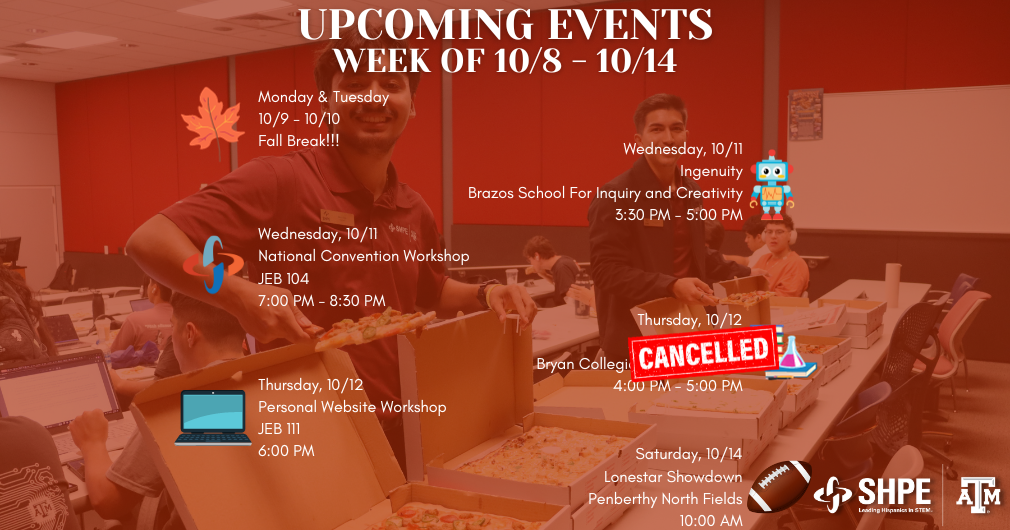 UPCOMING EVENTS
WEEK OF 10/8 – 10/14
Monday & Tuesday
10/9 - 10/10
Fall Break!!!
Wednesday, 10/11
Ingenuity
Brazos School For Inquiry and Creativity
3:30 PM - 5:00 PM
Wednesday, 10/11
National Convention Workshop
JEB 104
7:00 PM - 8:30 PM
Thursday, 10/12
CANCELLED
Bryan
4:00 PM - 5:00 PM
Thursday, 10/12
Personal Website Workshop
JEB 111
6:00 PM
Saturday, 10/14
Lonestar Showdown
Penberthy North Fields
10:00 AM
SHPE
Leading Hispanics in STEM
ATM